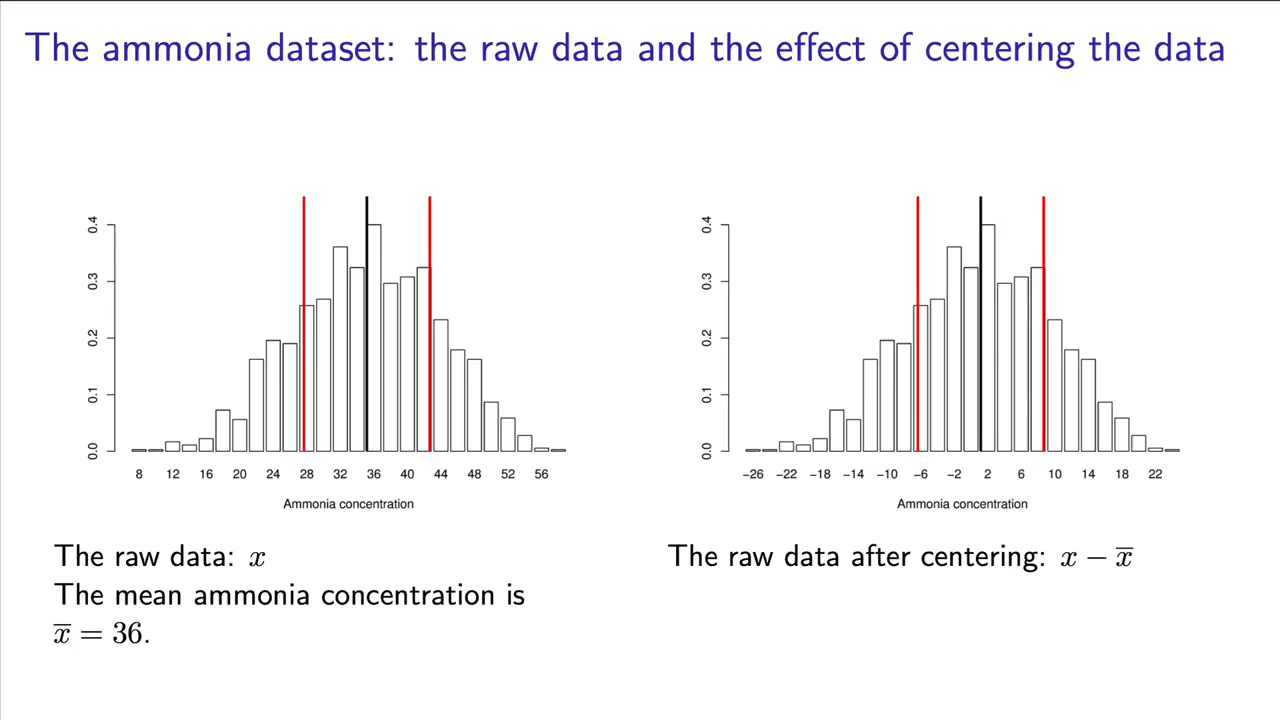 The ammonia dataset: the raw data and the effect of centering the data
0.4
0.3
0.2
0.1
0.0
8 12 16 20 24 28 32 36 40 44 48 52 56
Ammonia concentration
0.4
0.3
0.2
0.1
0.0
−26 −22 −18 −14 −10 −6 −2 2 6 10 14 18 22
Ammonia concentration
The raw data: x
The mean ammonia concentration is
x̅ = 36.
The raw data after centering: x − x̅